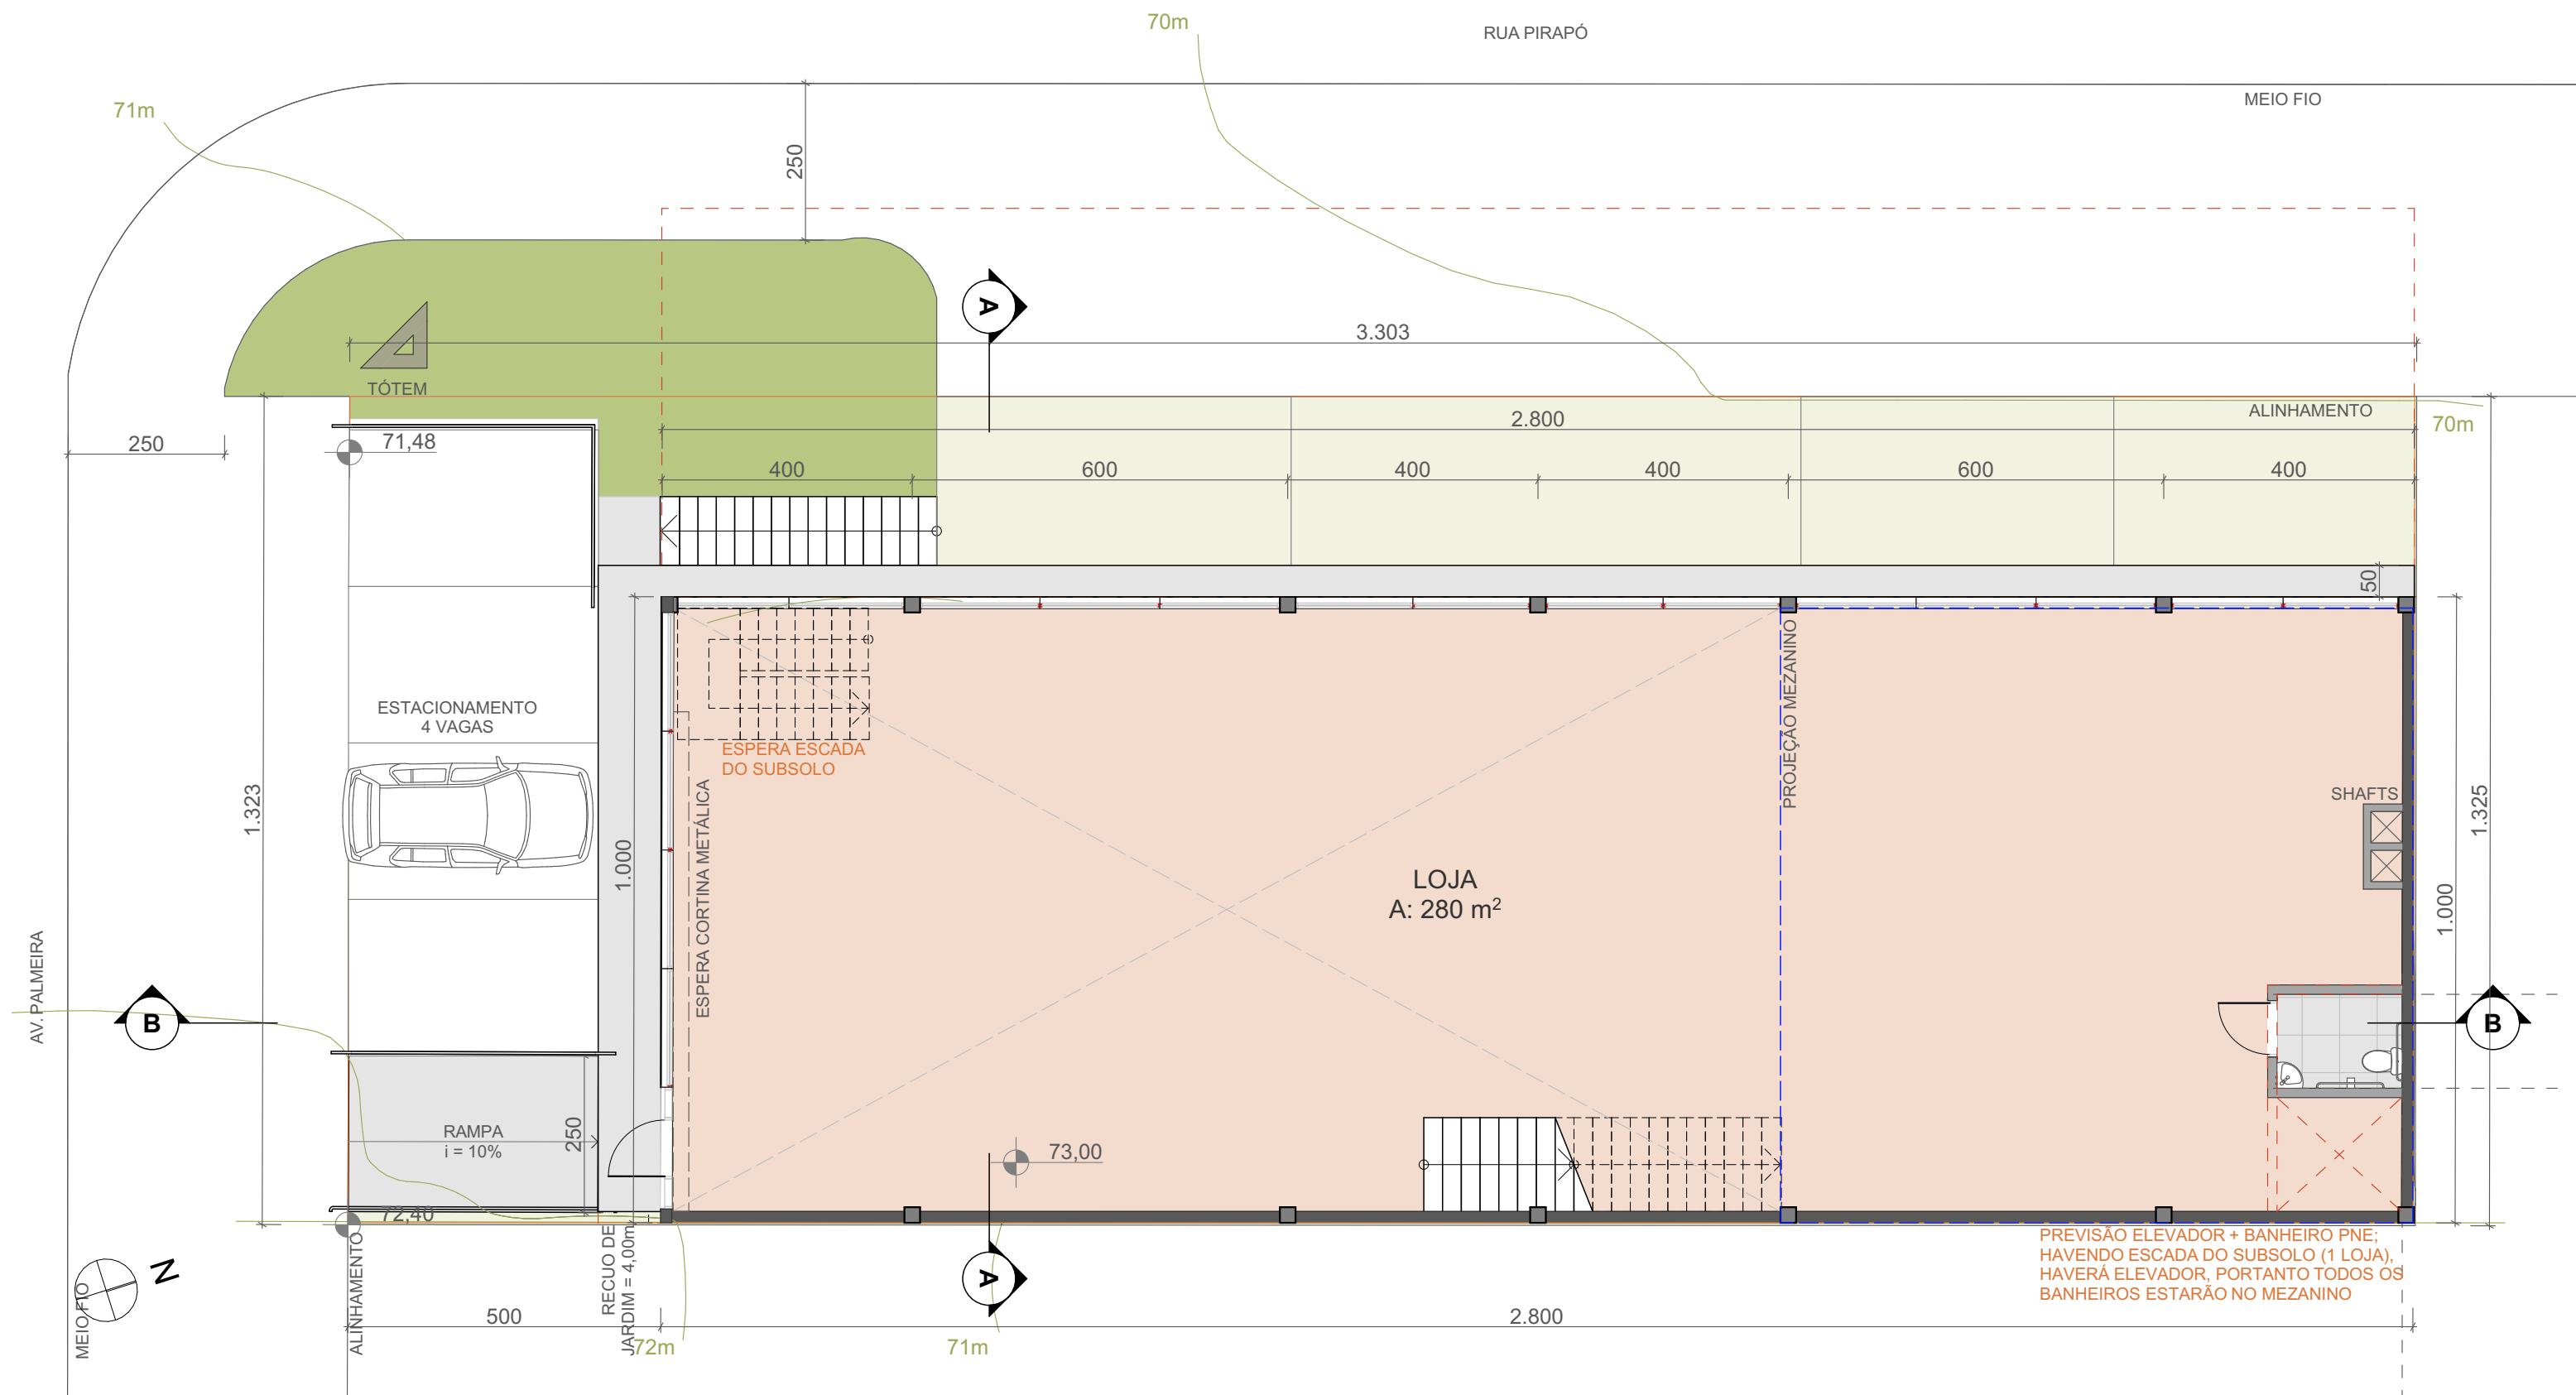 70m
RUA PIRAPÓ
71m
MEIO FIO
250
3.303
TÓTEM
ALINHAMENTO
2.800
70m
71,48
250
400
600
400
400
600
400
50
A
PROJEÇÃO MEZANINO
ESTACIONAMENTO
4 VAGAS
ESPERA ESCADA
DO SUBSOLO
ESPERA CORTINA METÁLICA
SHAFTS
1.323
1.000
LOJA
A: 280 m²
1.325
1.000
AV. PALMEIRA
B
B
RAMPA
i = 10%
250
73,00
72,40
N
MEIO FIO
ALINHAMENTO
RECUO DE
JARDIM = 4,00m
A
PREVISÃO ELEVADOR + BANHEIRO PNE;
HAVENDO ESCADA DO SUBSOLO (1 LOJA),
HAVERÁ ELEVADOR, PORTANTO TODOS OS
BANHEIROS ESTARÃO NO MEZANINO
500
2.800
72m
71m